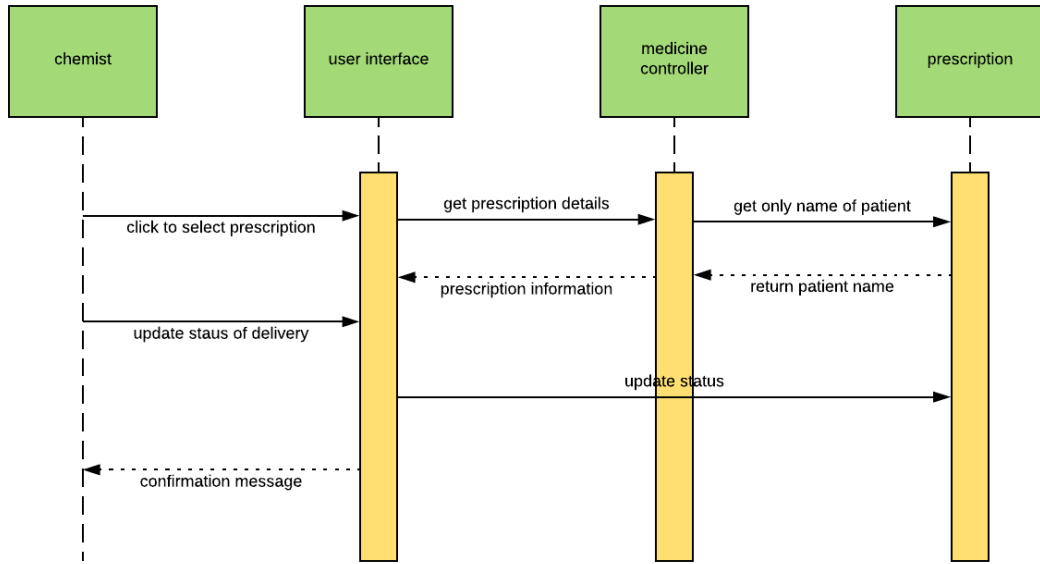 chemist
user interface
medicine
controller
prescription
click to select prescription
get prescription details
get only name of patient
prescription information
return patient name
update staus of delivery
update status
confirmation message